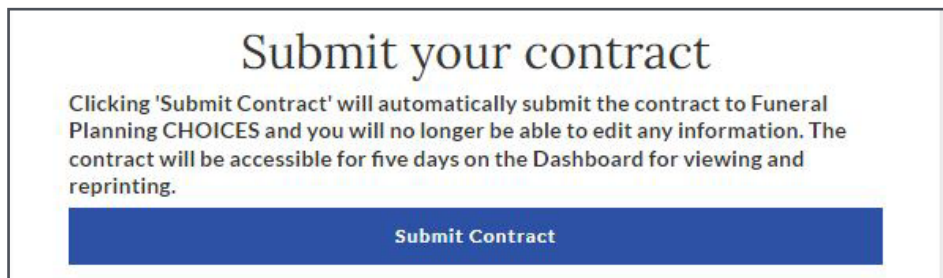 Submit your contract
Clicking 'Submit Contract' will automatically submit the contract to Funeral
Planning CHOICES and you will no longer be able to edit any information. The
contract will be accessible for five days on the Dashboard for viewing and
reprinting.
Submit Contract